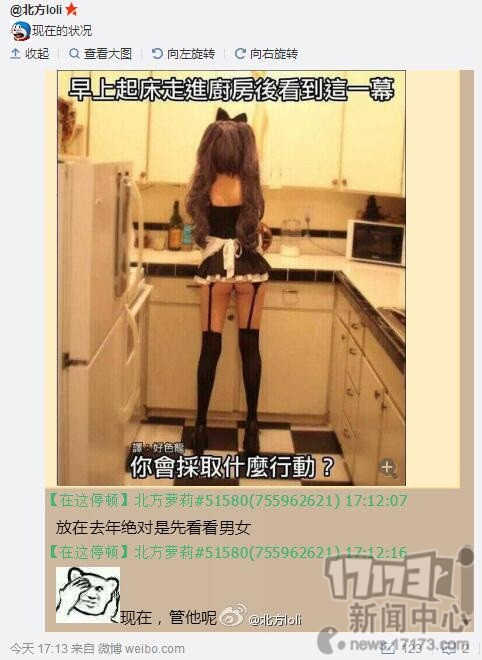 @北方loli
现在的状况
收起 查看大图 向左旋转 向右旋转
早上起床走進廚房後看到這一幕
譯：好色龍
你會採取什麼行動？
【在这停顿】北方萝莉#51580(755962621) 17:12:07
放在去年绝对是先看看男女
【在这停顿】北方萝莉#51580(755962621) 17:12:16
现在，管他呢
@北方loli
17173
新闻中心
news.17173.com
今天 17:13 来自 微博 weibo.com
123 2